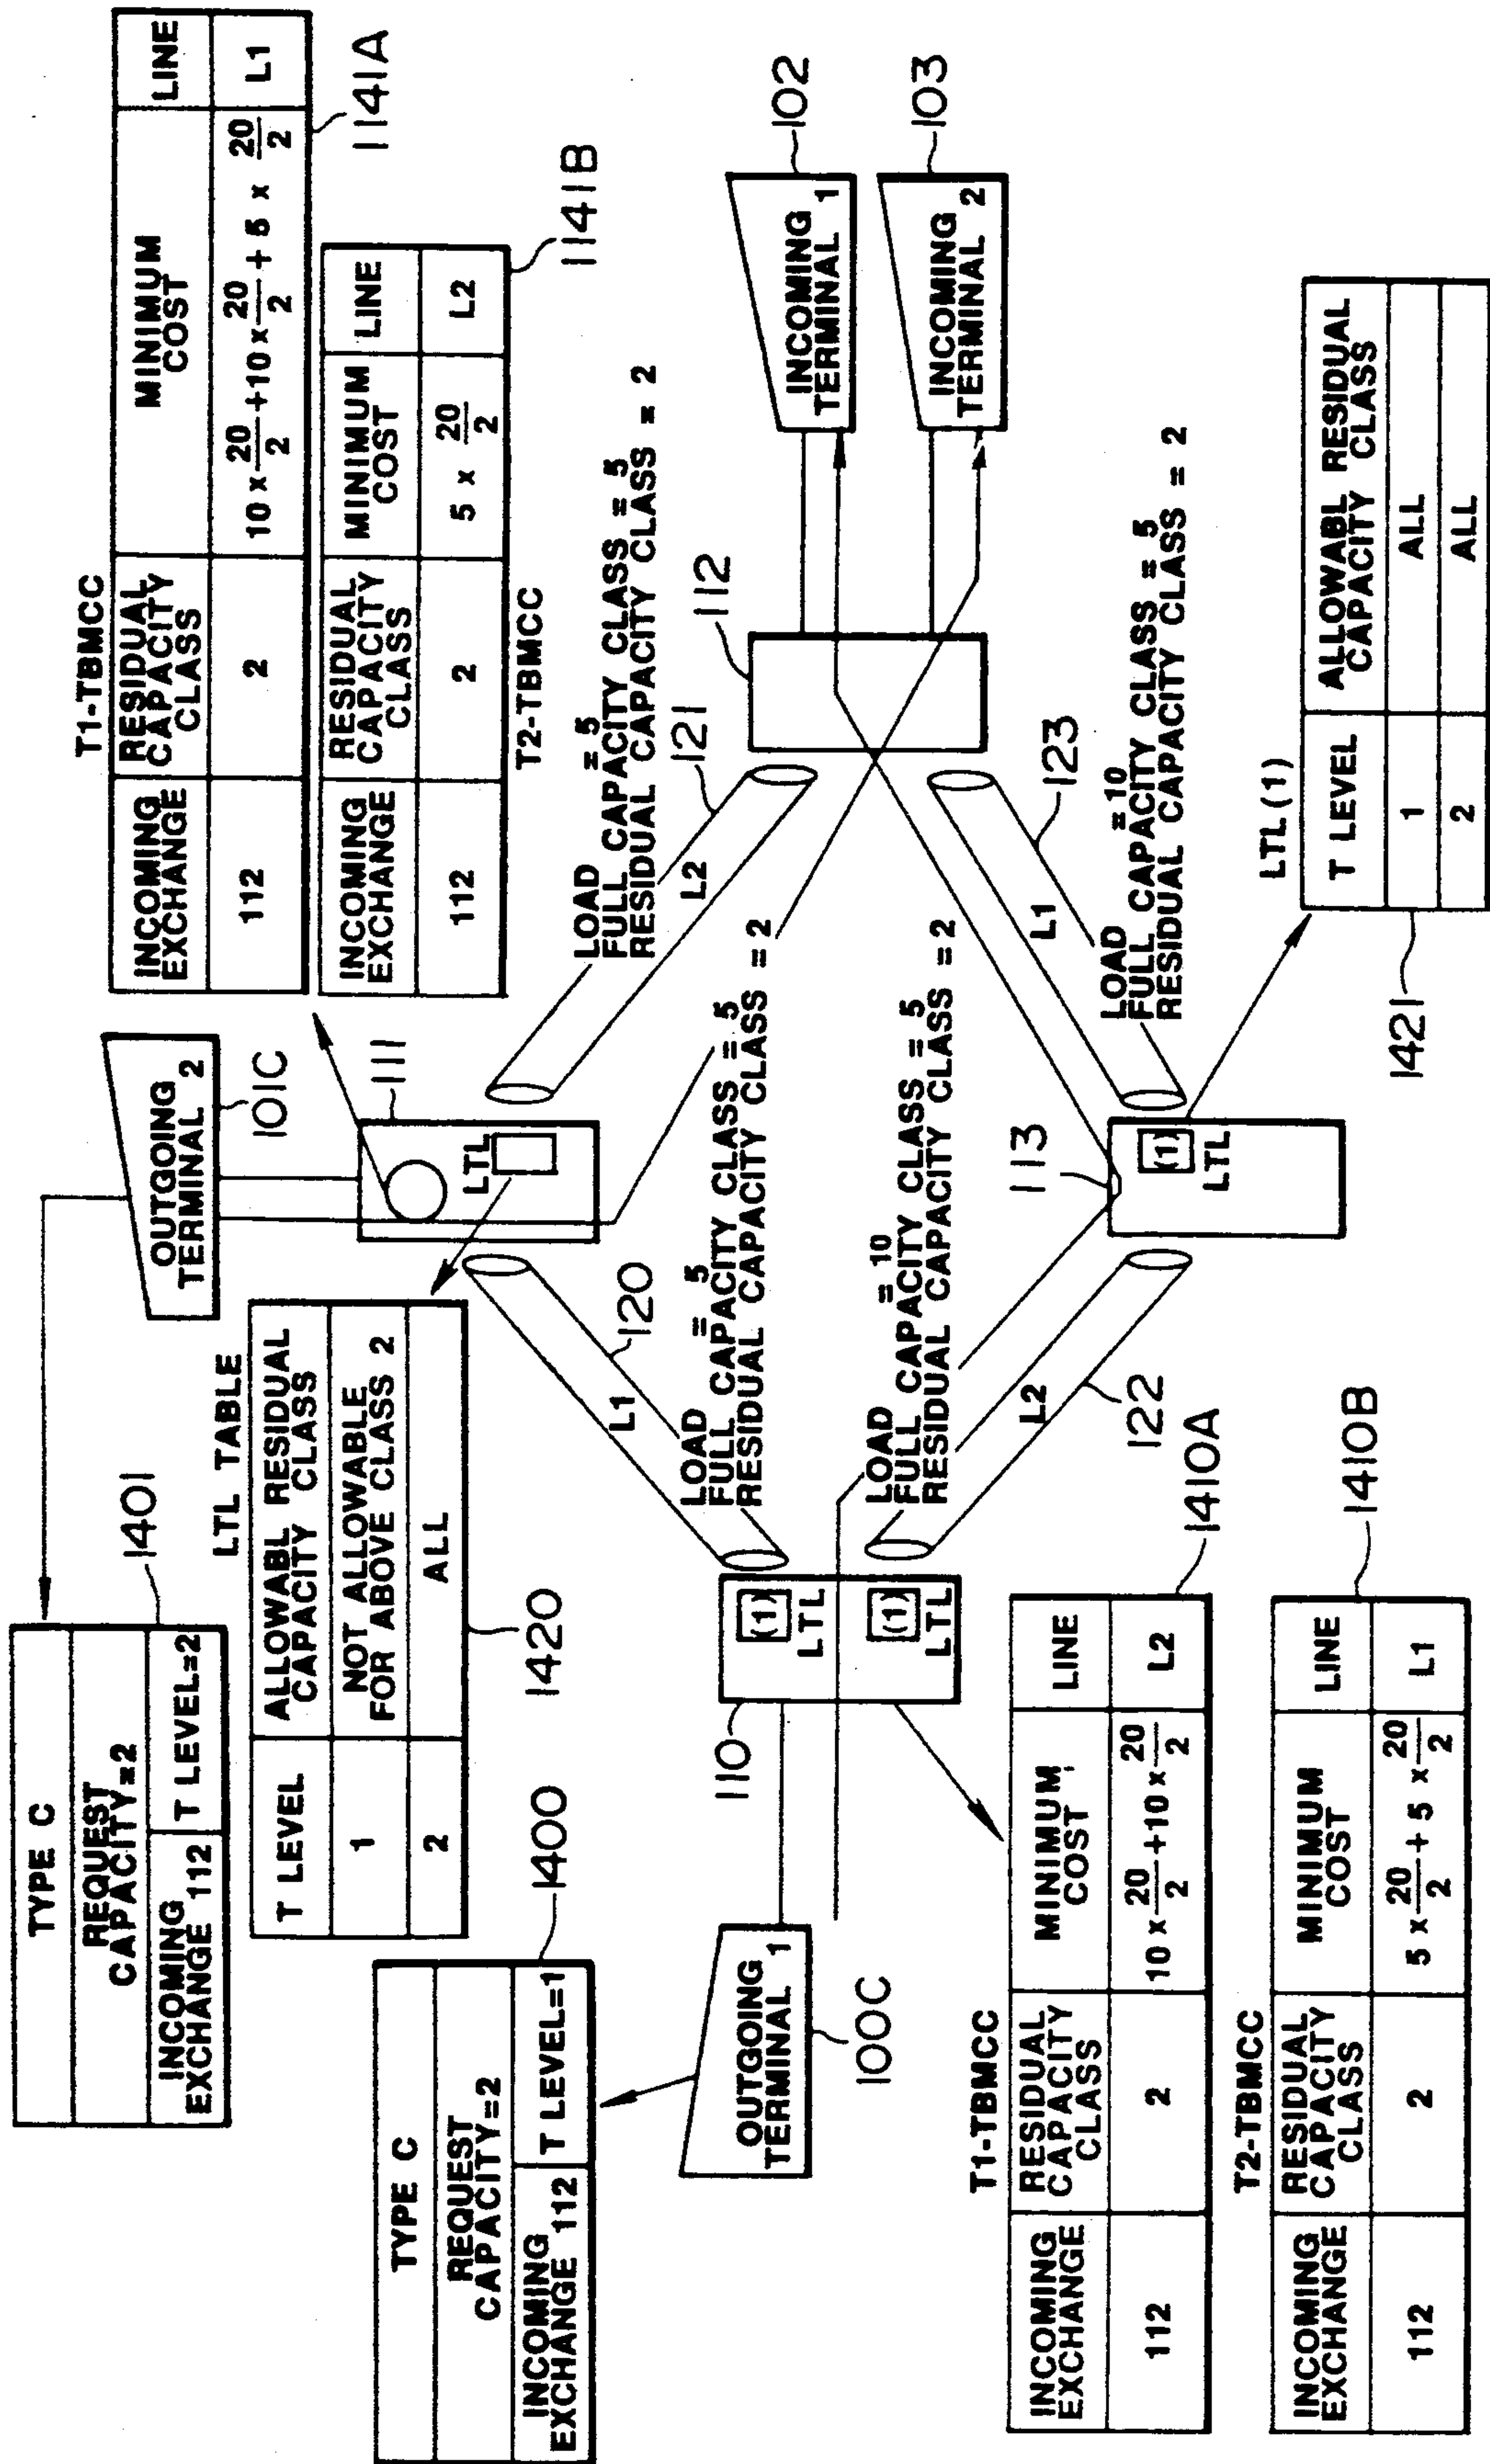 TYPE C
REQUEST
CAPACITY=2
INCOMING
EXCHANGE 112
T LEVEL=2
1401
LTL TABLE
T LEVEL
ALLOWABL RESIDUAL
CAPACITY CLASS
1
NOT ALLOWABLE
FOR ABOVE CLASS 2
2
ALL
1420
OUTGOING
TERMINAL 2
101C
T1-TBMCC
INCOMING
EXCHANGE
RESIDUAL
CAPACITY
CLASS
MINIMUM
COST
LINE
112
2
10 x 20/2 + 10 x 20/2 + 5 x 20/2
L1
1141A
INCOMING
EXCHANGE
RESIDUAL
CAPACITY
CLASS
MINIMUM
COST
LINE
112
2
5 x 20/2
L2
1141B
T2-TBMCC
TYPE C
REQUEST
CAPACITY=2
INCOMING
EXCHANGE 112
T LEVEL=1
1400
111
LTL
LOAD = 5
FULL CAPACITY CLASS = 5
RESIDUAL CAPACITY CLASS = 2
L2
121
L1
120
OUTGOING
TERMINAL 1
100C
110
(1)
LTL
(1)
LTL
LOAD = 5
FULL CAPACITY CLASS = 5
RESIDUAL CAPACITY CLASS = 2
112
INCOMING
TERMINAL 1
102
INCOMING
TERMINAL 2
103
LOAD = 10
FULL CAPACITY CLASS = 5
RESIDUAL CAPACITY CLASS = 2
L2
122
113
(1)
LTL
L1
123
LOAD = 10
FULL CAPACITY CLASS = 5
RESIDUAL CAPACITY CLASS = 2
T1-TBMCC
INCOMING
EXCHANGE
RESIDUAL
CAPACITY
CLASS
MINIMUM
COST
LINE
112
2
10 x 20/2 + 10 x 20/2
L2
1410A
T2-TBMCC
INCOMING
EXCHANGE
RESIDUAL
CAPACITY
CLASS
MINIMUM
COST
LINE
112
2
5 x 20/2 + 5 x 20/2
L1
1410B
LTL(1)
T LEVEL
ALLOWABL RESIDUAL
CAPACITY CLASS
1
ALL
2
ALL
1421